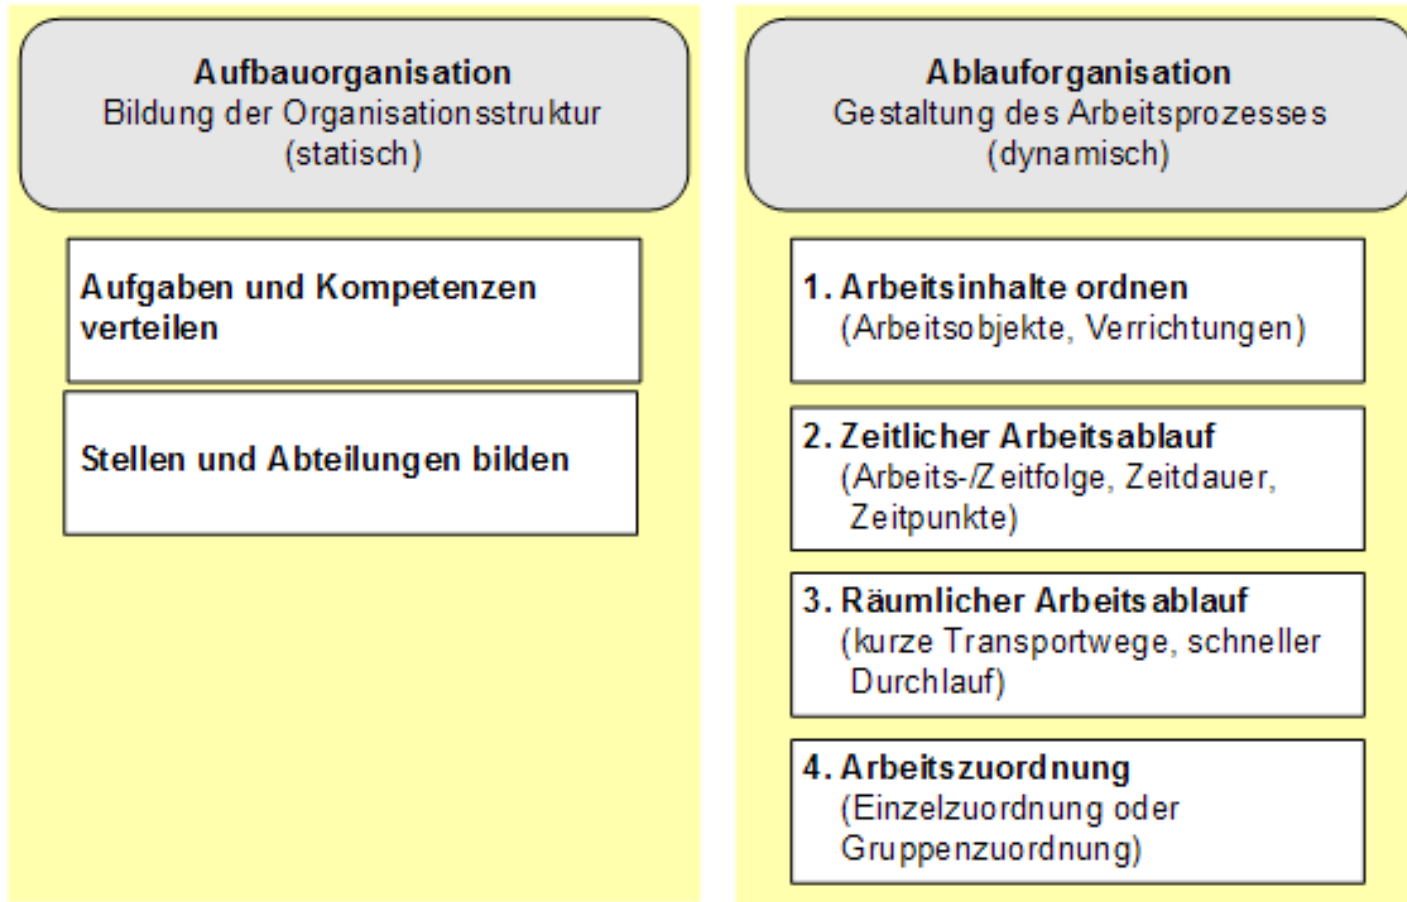 Aufbauorganisation
Bildung der Organisationsstruktur
(statisch)
Aufgaben und Kompetenzen
verteilen
Stellen und Abteilungen bilden
Ablauforganisation
Gestaltung des Arbeitsprozesses
(dynamisch)
1. Arbeitsinhalte ordnen
(Arbeitsobjekte, Verrichtungen)
2. Zeitlicher Arbeitsablauf
(Arbeits-/Zeitfolge, Zeitdauer,
Zeitpunkte)
3. Räumlicher Arbeitsablauf
(kurze Transportwege, schneller
Durchlauf)
4. Arbeitszuordnung
(Einzelzuordnung oder
Gruppenzuordnung)